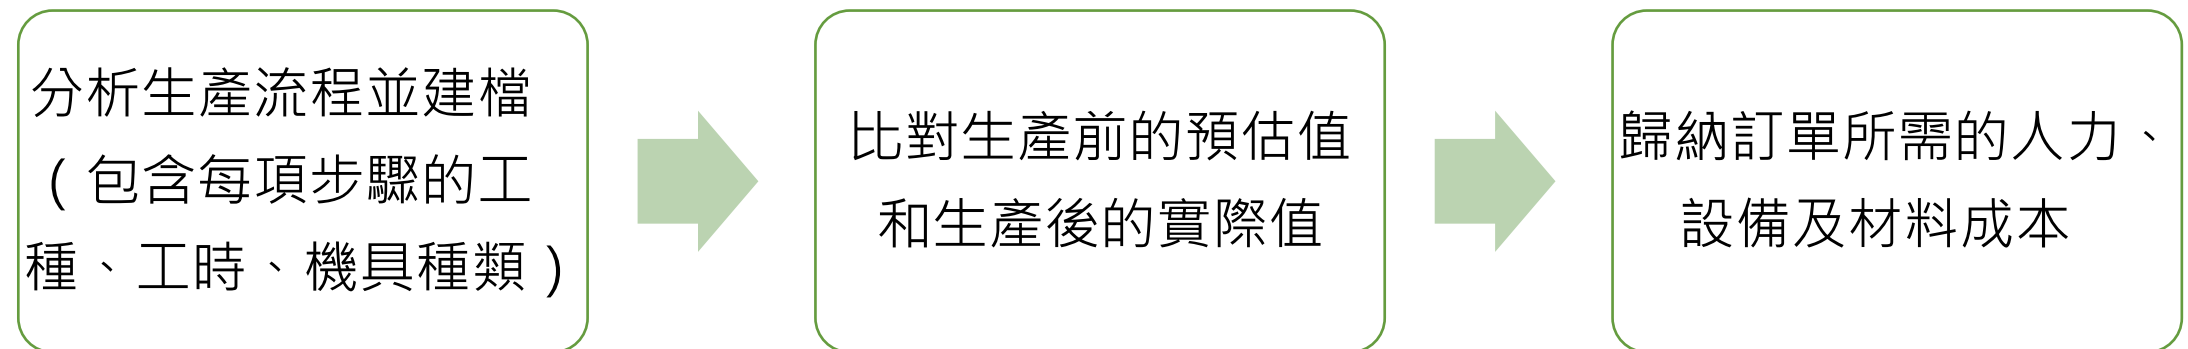 分析生產流程並建檔
（包含每項步驟的工
種、工時、機具種類）
比對生產前的預估值
和生產後的實際值
歸納訂單所需的人力、
設備及材料成本